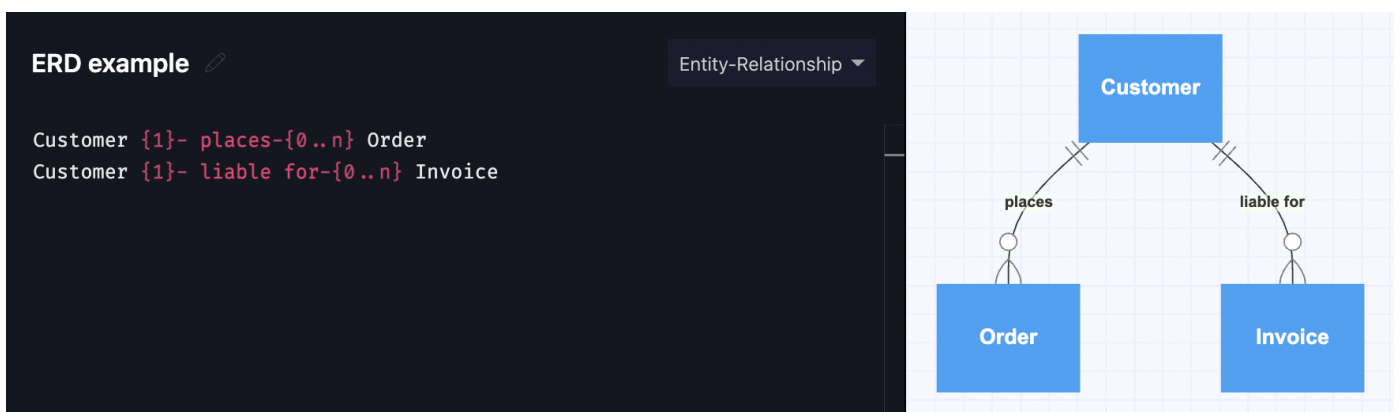 ERD example
Entity-Relationship
Customer {1}- places-{0..n} Order
Customer {1}- liable for-{0..n} Invoice
Customer
places
liable for
Order
Invoice